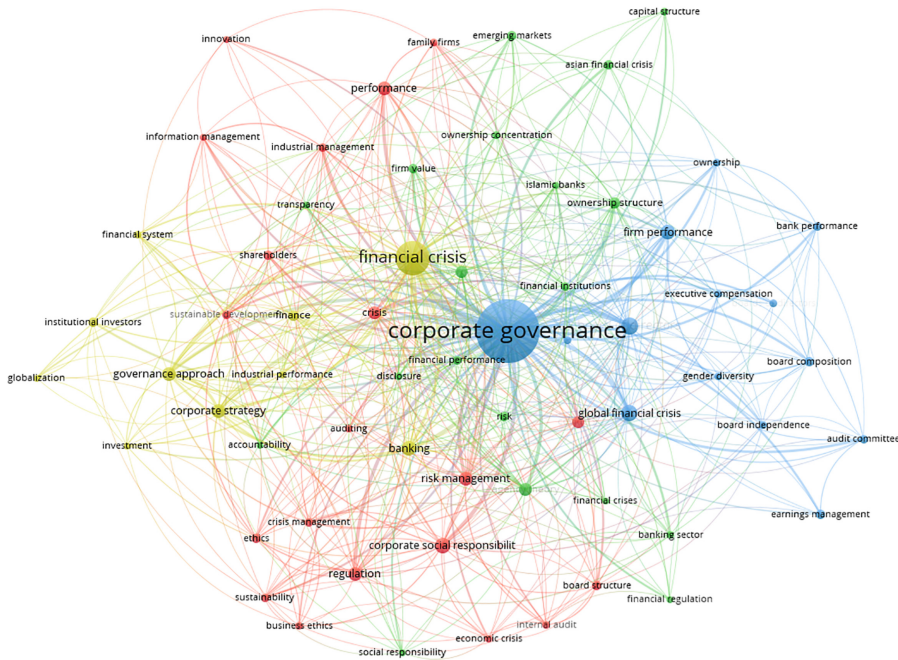 capital structure
innovation
family firms
emerging markets
asian financial crisis
performance
information management
industrial management
ownership concentration
firm value
ownership
islamic banks
transparency
ownership structure
financial system
firm performance
bank performance
shareholders
financial crisis
financial institutions
executive compensation
institutional investors
sustainable developmen
finance
crisis
corporate governance
financial performance
board composition
globalization
governance approach
industrial performance
disclosure
gender diversity
corporate strategy
risk
global financial crisis
auditing
board independence
investment
accountability
banking
audit committee
risk management
financial crises
earnings management
crisis management
ethics
banking sector
corporate social responsibilit
regulation
board structure
sustainability
financial regulation
business ethics
internal audit
economic crisis
social responsibility